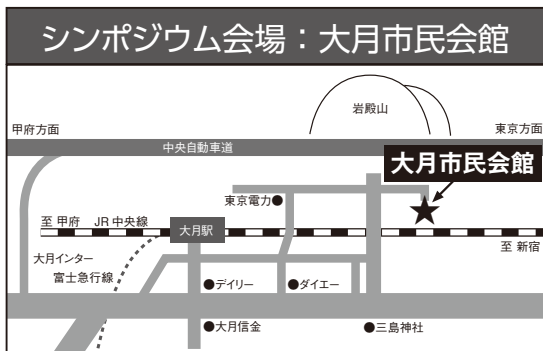 シンポジウム会場：大月市民会館
岩殿山
甲府方面
東京方面
中央自動車道
大月市民会館
東京電力●
至 甲府　JR 中央線
大月駅
至 新宿
大月インター
富士急行線
●デイリー
●ダイエー
●大月信金
●三島神社